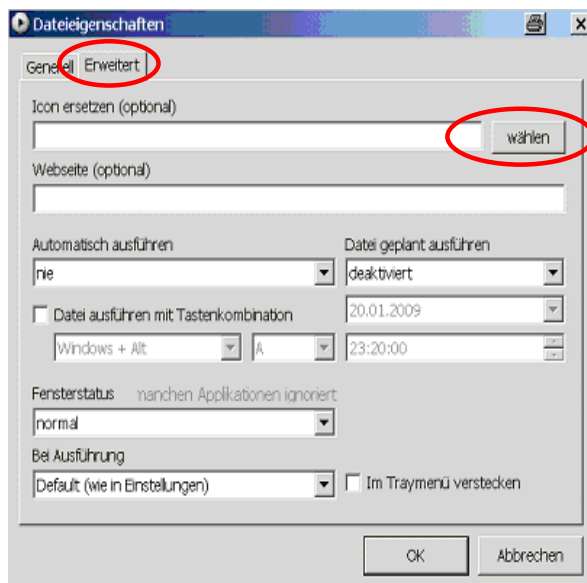 Dateieigenschaften
Generell Erweitert
Icon ersetzen (optional)
wählen
Webseite (optional)
Automatisch ausführen Datei geplant ausführen
nie deaktiviert
Datei ausführen mit Tastenkombination 20.01.2009
Windows + Alt A 23:20:00
Fensterstatus manchen Applikationen ignoriert
normal
Bei Ausführung
Default (wie in Einstellungen) Im Traymenü verstecken
OK Abbrechen